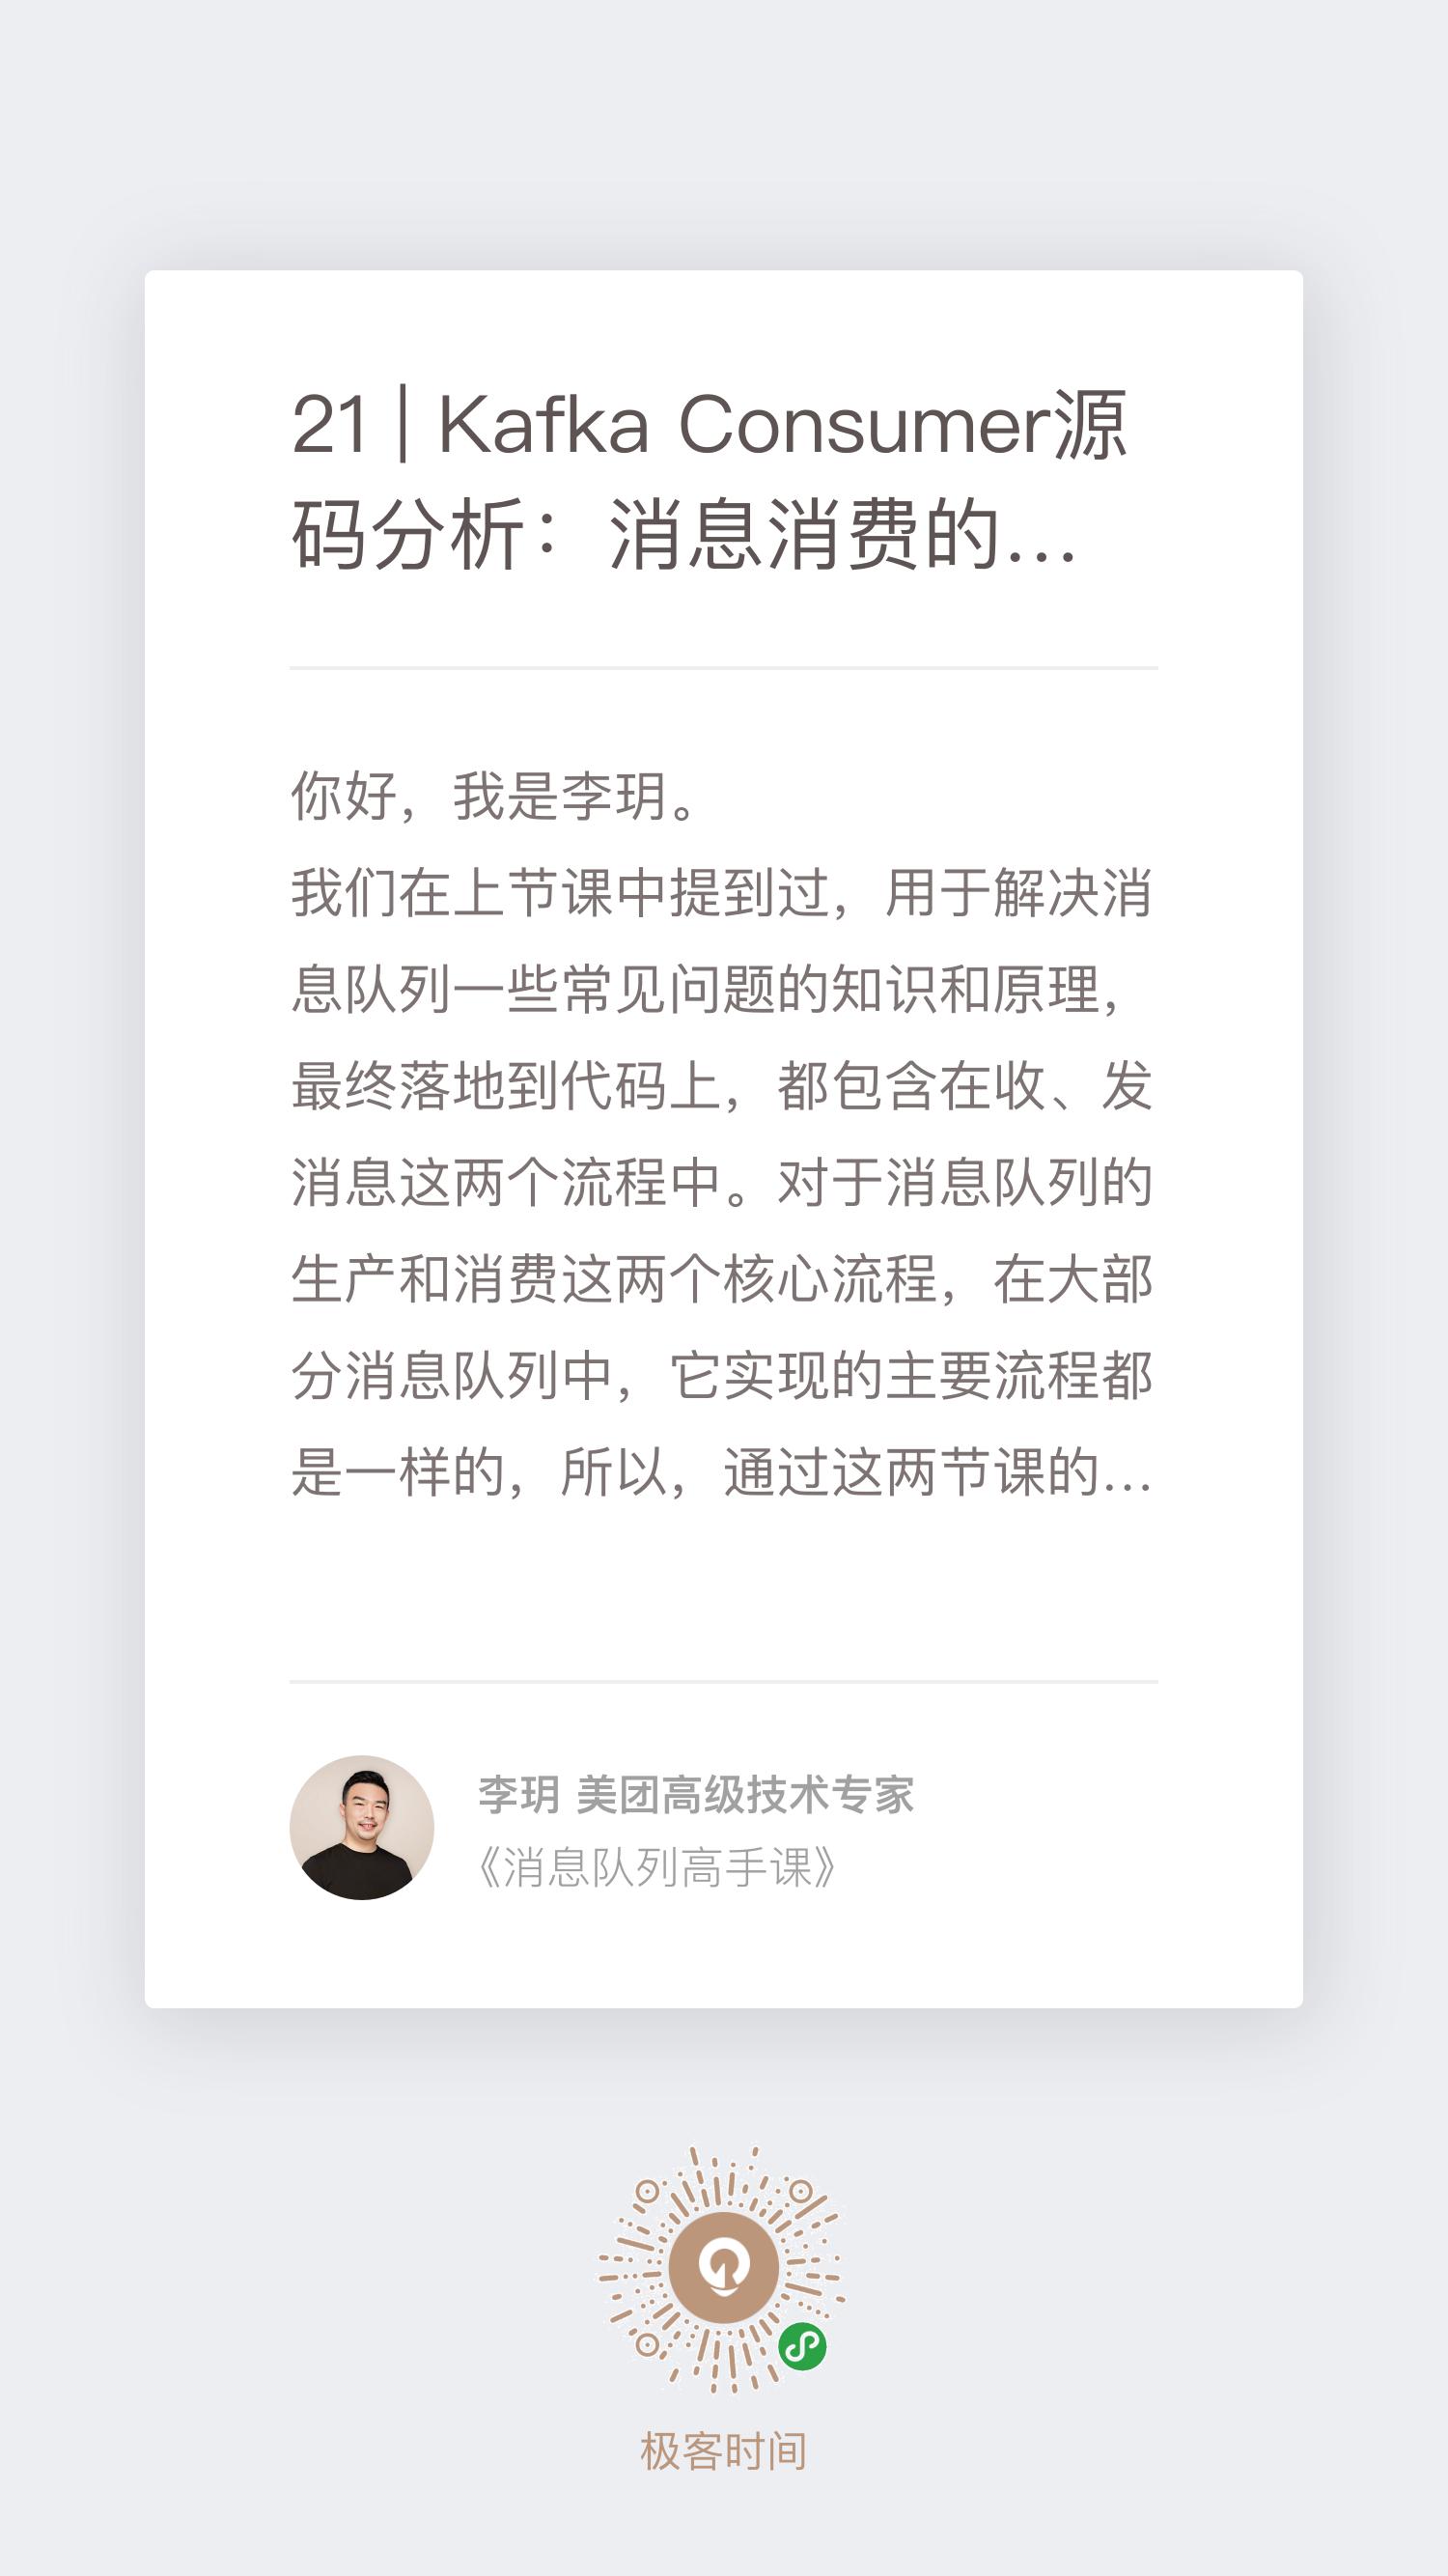 21 | Kafka Consumer源
码分析：消息消费的...
你好，我是李玥。
我们在上节课中提到过，用于解决消
息队列一些常见问题的知识和原理，
最终落地到代码上，都包含在收、发
消息这两个流程中。对于消息队列的
生产和消费这两个核心流程，在大部
分消息队列中，它实现的主要流程都
是一样的，所以，通过这两节课的...
李玥 美团高级技术专家
《消息队列高手课》
极客时间